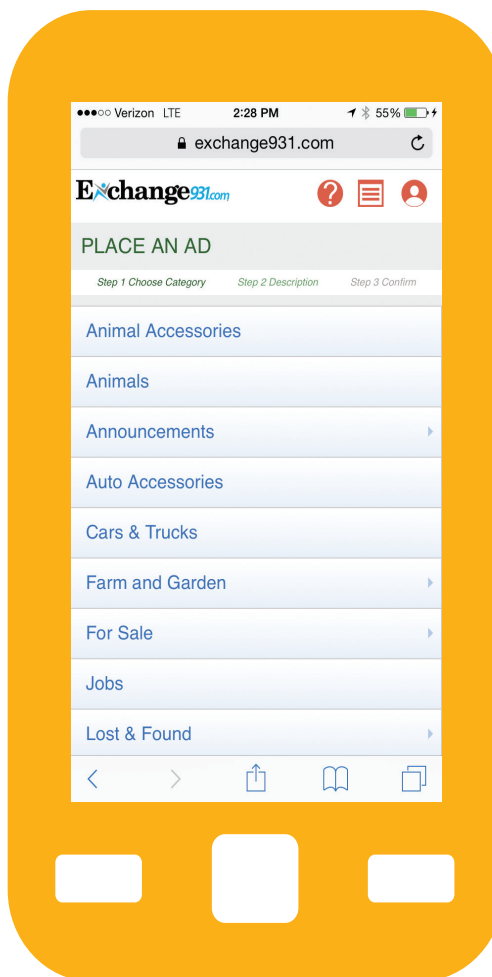 Verizon LTE 2:28 PM 55%
exchange931.com
Exchange931.com
PLACE AN AD
Step 1 Choose Category Step 2 Description Step 3 Confirm
Animal Accessories
Animals
Announcements
Auto Accessories
Cars & Trucks
Farm and Garden
For Sale
Jobs
Lost & Found